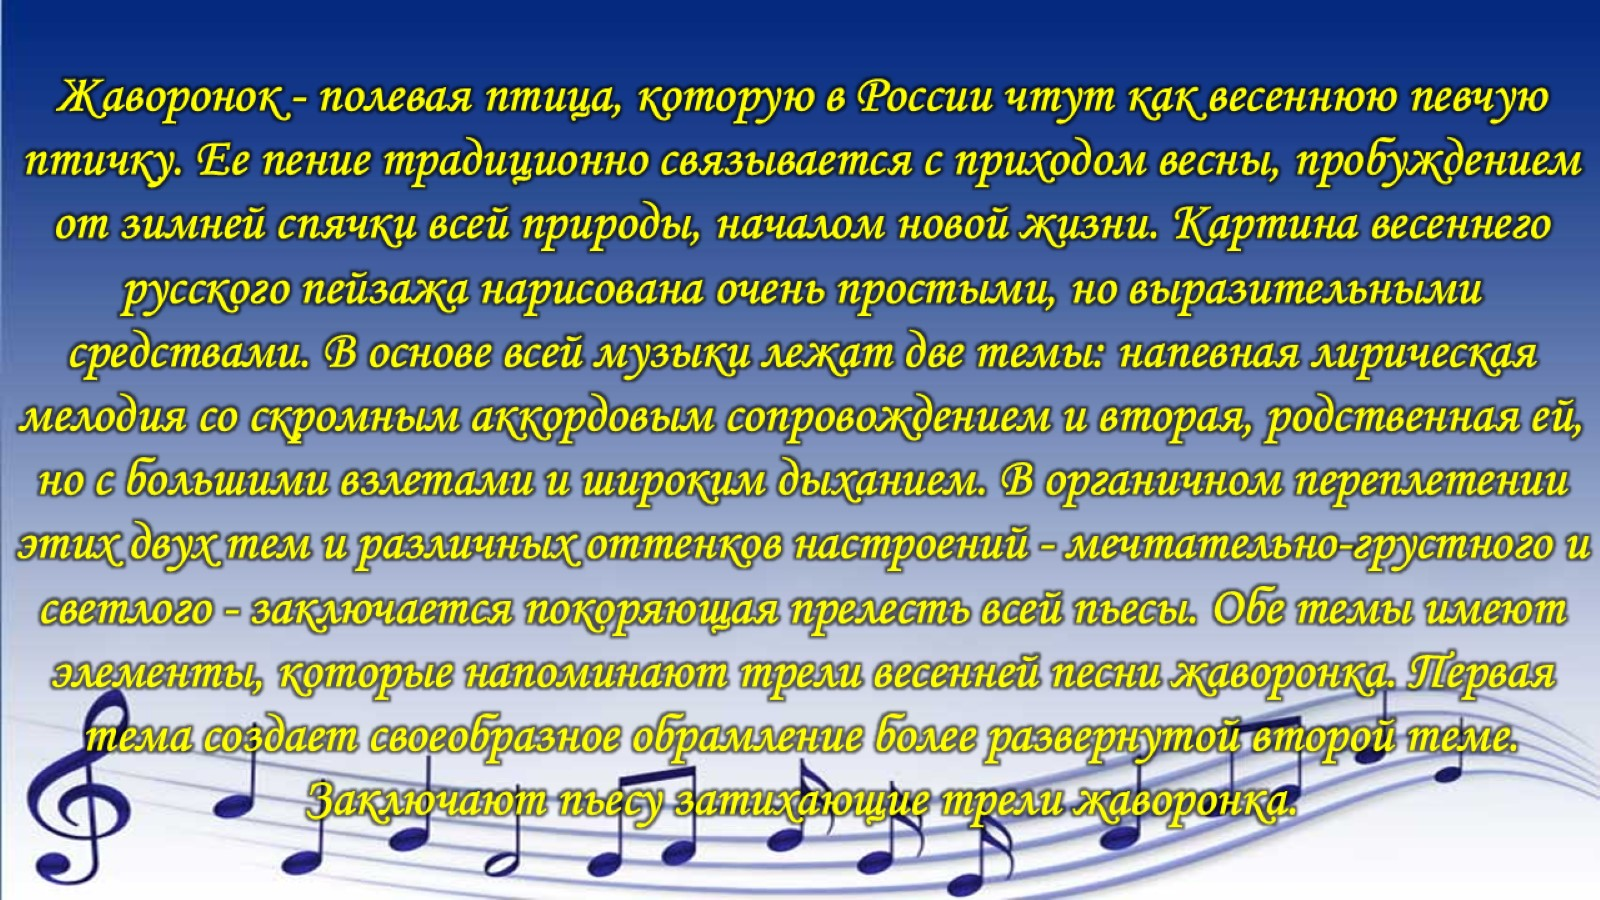 Жаворонок - полевая птица, которую в России чтут как весеннюю певчую
птичку. Ее пение традиционно связывается с приходом весны, пробуждением
от зимней спячки всей природы, началом новой жизни. Картина весеннего
русского пейзажа нарисована очень простыми, но выразительными
средствами. В основе всей музыки лежат две темы: напевная лирическая
мелодия со скромным аккордовым сопровождением и вторая, родственная ей,
но с большими взлетами и широким дыханием. В органичном переплетении
этих двух тем и различных оттенков настроений - мечтательно-грустного и
светлого - заключается покоряющая прелесть всей пьесы. Обе темы имеют
элементы, которые напоминают трели весенней песни жаворонка. Первая
тема создает своеобразное обрамление более развернутой второй теме.
Заключают пьесу затихающие трели жаворонка.